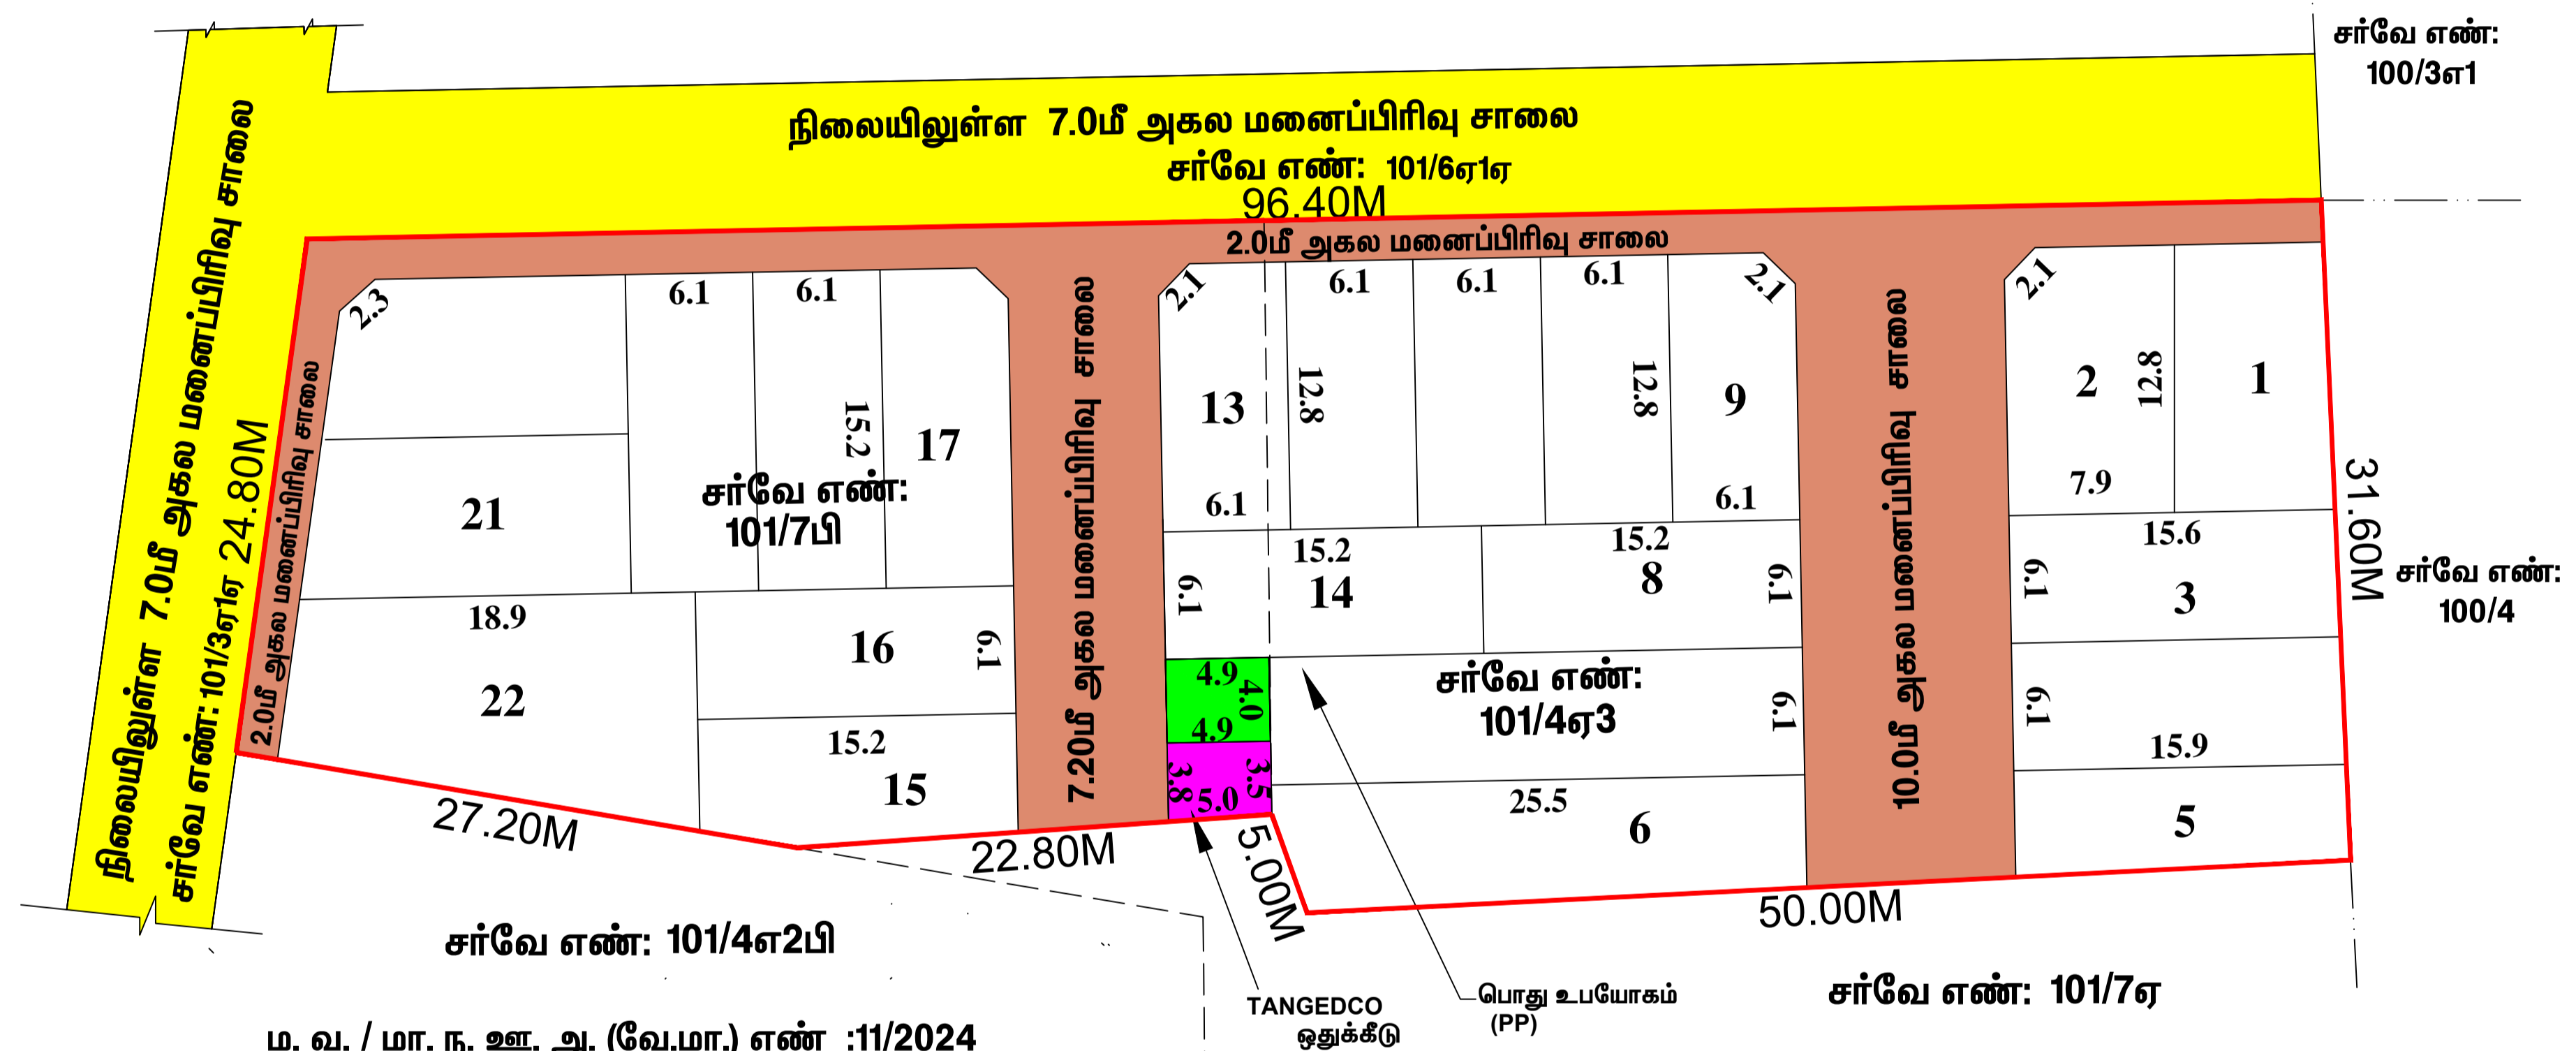 சர்வே எண்:
100/3எ1
நிலையிலுள்ள 7.0மீ அகல மனைப்பிரிவு சாலை
சர்வே எண்: 101/6ஏ1ஏ
96.40M
2.0மீ அகல மனைப்பிரிவு சாலை
நிலையிலுள்ள 7.0மீ அகல மனைப்பிரிவு சாலை
சர்வே எண்: 101/3எ1ஏ 24.80M
2.0மீ அகல மனைப்பிரிவு சாலை
2.3
6.1
6.1
15.2
17
21
சர்வே எண்:
101/7பி
18.9
22
16
6.1
15.2
15
27.20M
22.80M
7.20மீ அகல மனைப்பிரிவு சாலை
2.1
6.1
6.1
6.1
2.1
13
12.8
12.8
9
6.1
6.1
15.2
14
6.1
15.2
8
6.1
4.9
4.0
4.9
3.8
3.5
5.0
சர்வே எண்:
101/4ஏ3
6.1
25.5
6
5.00M
50.00M
10.0மீ அகல மனைப்பிரிவு சாலை
2.1
2
12.8
1
7.9
15.6
6.1
3
6.1
15.9
5
31.60M
சர்வே எண்:
100/4
சர்வே எண்: 101/4எ2பி
TANGEDCO
ஒதுக்கீடு
பொது உபயோகம்
(PP)
சர்வே எண்: 101/7ஏ
ம. வ. / மா. ந. ஊ. அ. (வே.மா.) எண் :11/2024